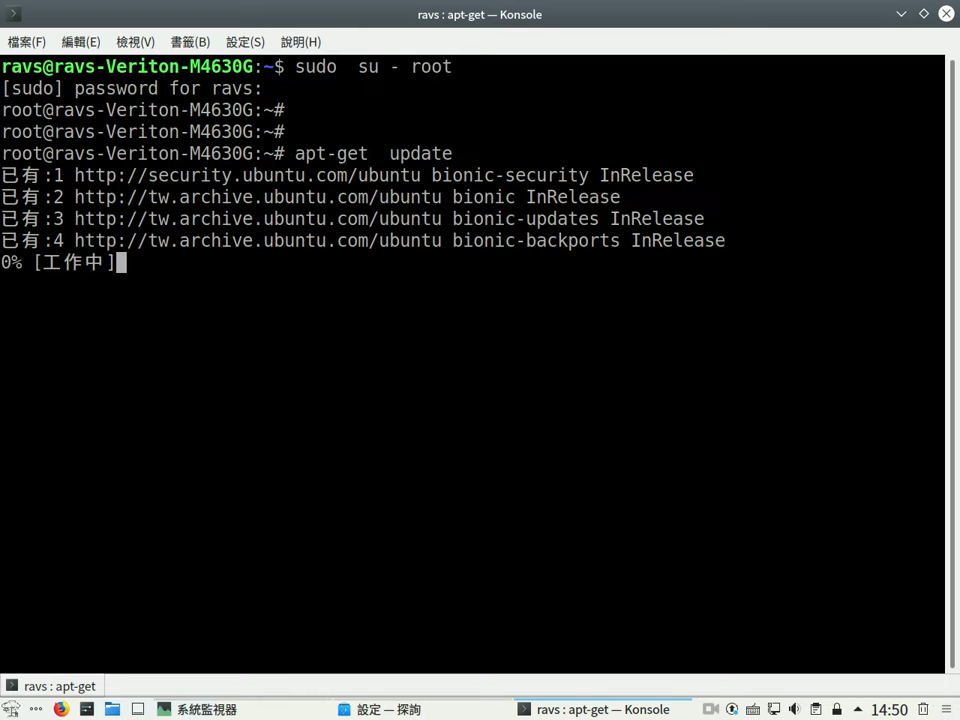 ravs : apt-get — Konsole
檔案(F) 編輯(E) 檢視(V) 書籤(B) 設定(S) 說明(H)
ravs@ravs-Veriton-M4630G:~$ sudo  su - root
[sudo] password for ravs:
root@ravs-Veriton-M4630G:~#
root@ravs-Veriton-M4630G:~#
root@ravs-Veriton-M4630G:~# apt-get  update
已有:1 http://security.ubuntu.com/ubuntu bionic-security InRelease
已有:2 http://tw.archive.ubuntu.com/ubuntu bionic InRelease
已有:3 http://tw.archive.ubuntu.com/ubuntu bionic-updates InRelease
已有:4 http://tw.archive.ubuntu.com/ubuntu bionic-backports InRelease
0% [工作中]
ravs : apt-get
系統監視器 設定 — 探詢 ravs : apt-get — Konsole 14:50